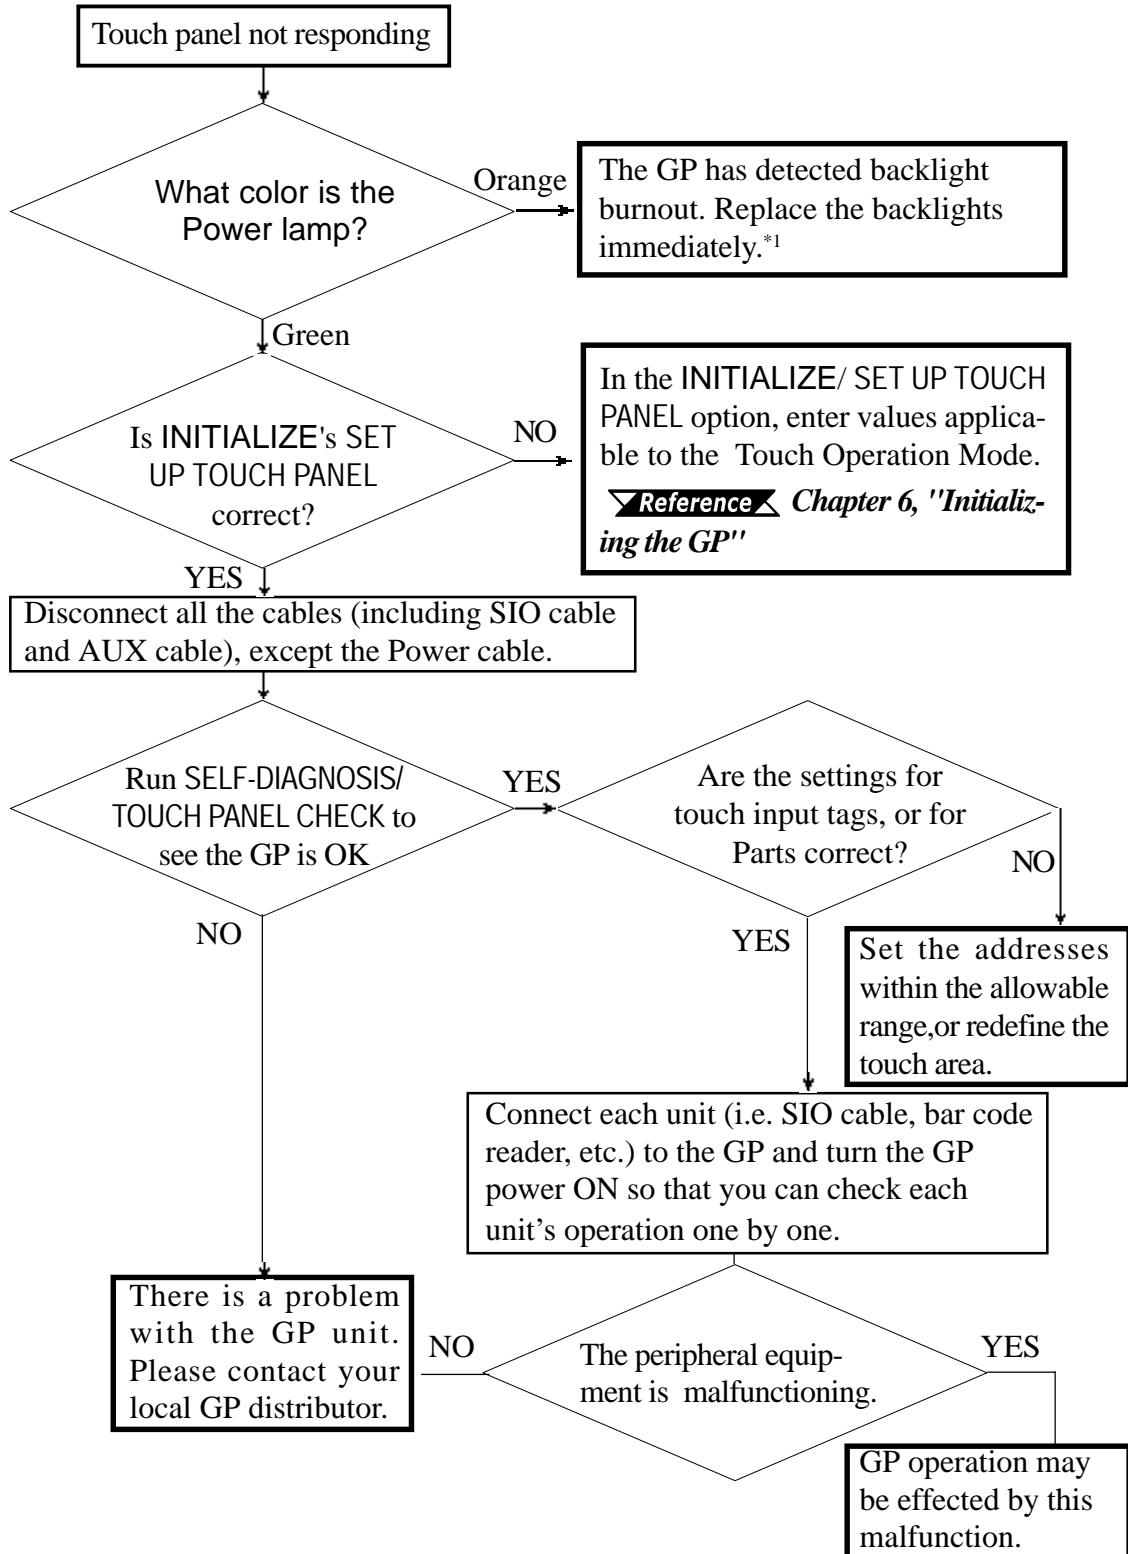 Touch panel not responding
What color is the
Power lamp?
Orange
The GP has detected backlight
burnout. Replace the backlights
immediately.*1
Green
Is INITIALIZE's SET
UP TOUCH PANEL
correct?
NO
In the INITIALIZE/ SET UP TOUCH
PANEL option, enter values applica-
ble to the Touch Operation Mode.
Reference Chapter 6, "Initializ-
ing the GP"
YES
Disconnect all the cables (including SIO cable
and AUX cable), except the Power cable.
Run SELF-DIAGNOSIS/
TOUCH PANEL CHECK to
see the GP is OK
YES
Are the settings for
touch input tags, or for
Parts correct?
NO
NO
YES
Set the addresses
within the allowable
range,or redefine the
touch area.
Connect each unit (i.e. SIO cable, bar code
reader, etc.) to the GP and turn the GP
power ON so that you can check each
unit's operation one by one.
There is a problem
with the GP unit.
Please contact your
local GP distributor.
NO
The peripheral equip-
ment is malfunctioning.
YES
GP operation may
be effected by this
malfunction.